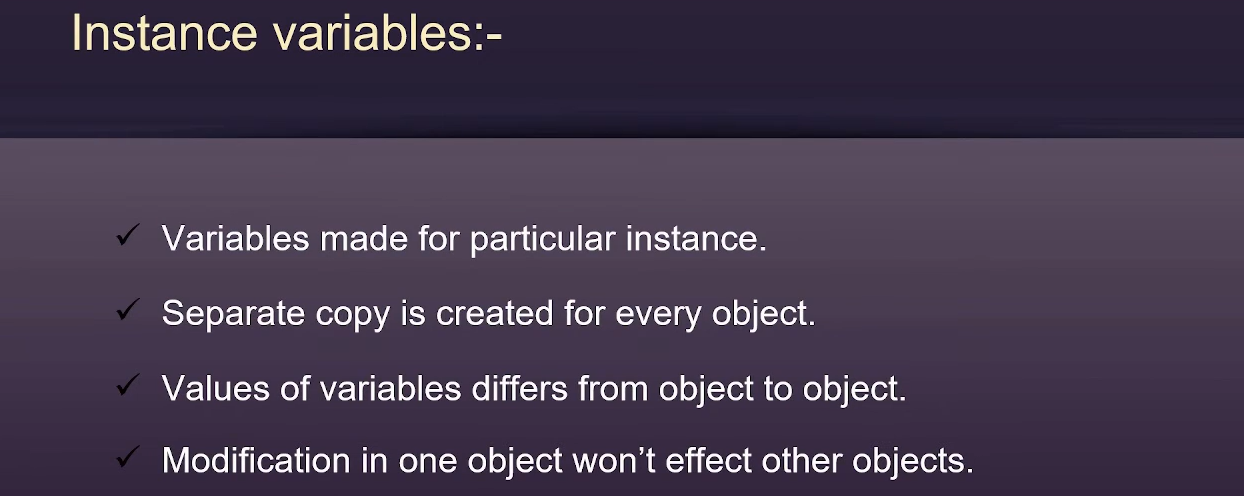 Instance variables:-
✓ Variables made for particular instance.
✓ Separate copy is created for every object.
✓ Values of variables differs from object to object.
✓ Modification in one object won’t effect other objects.